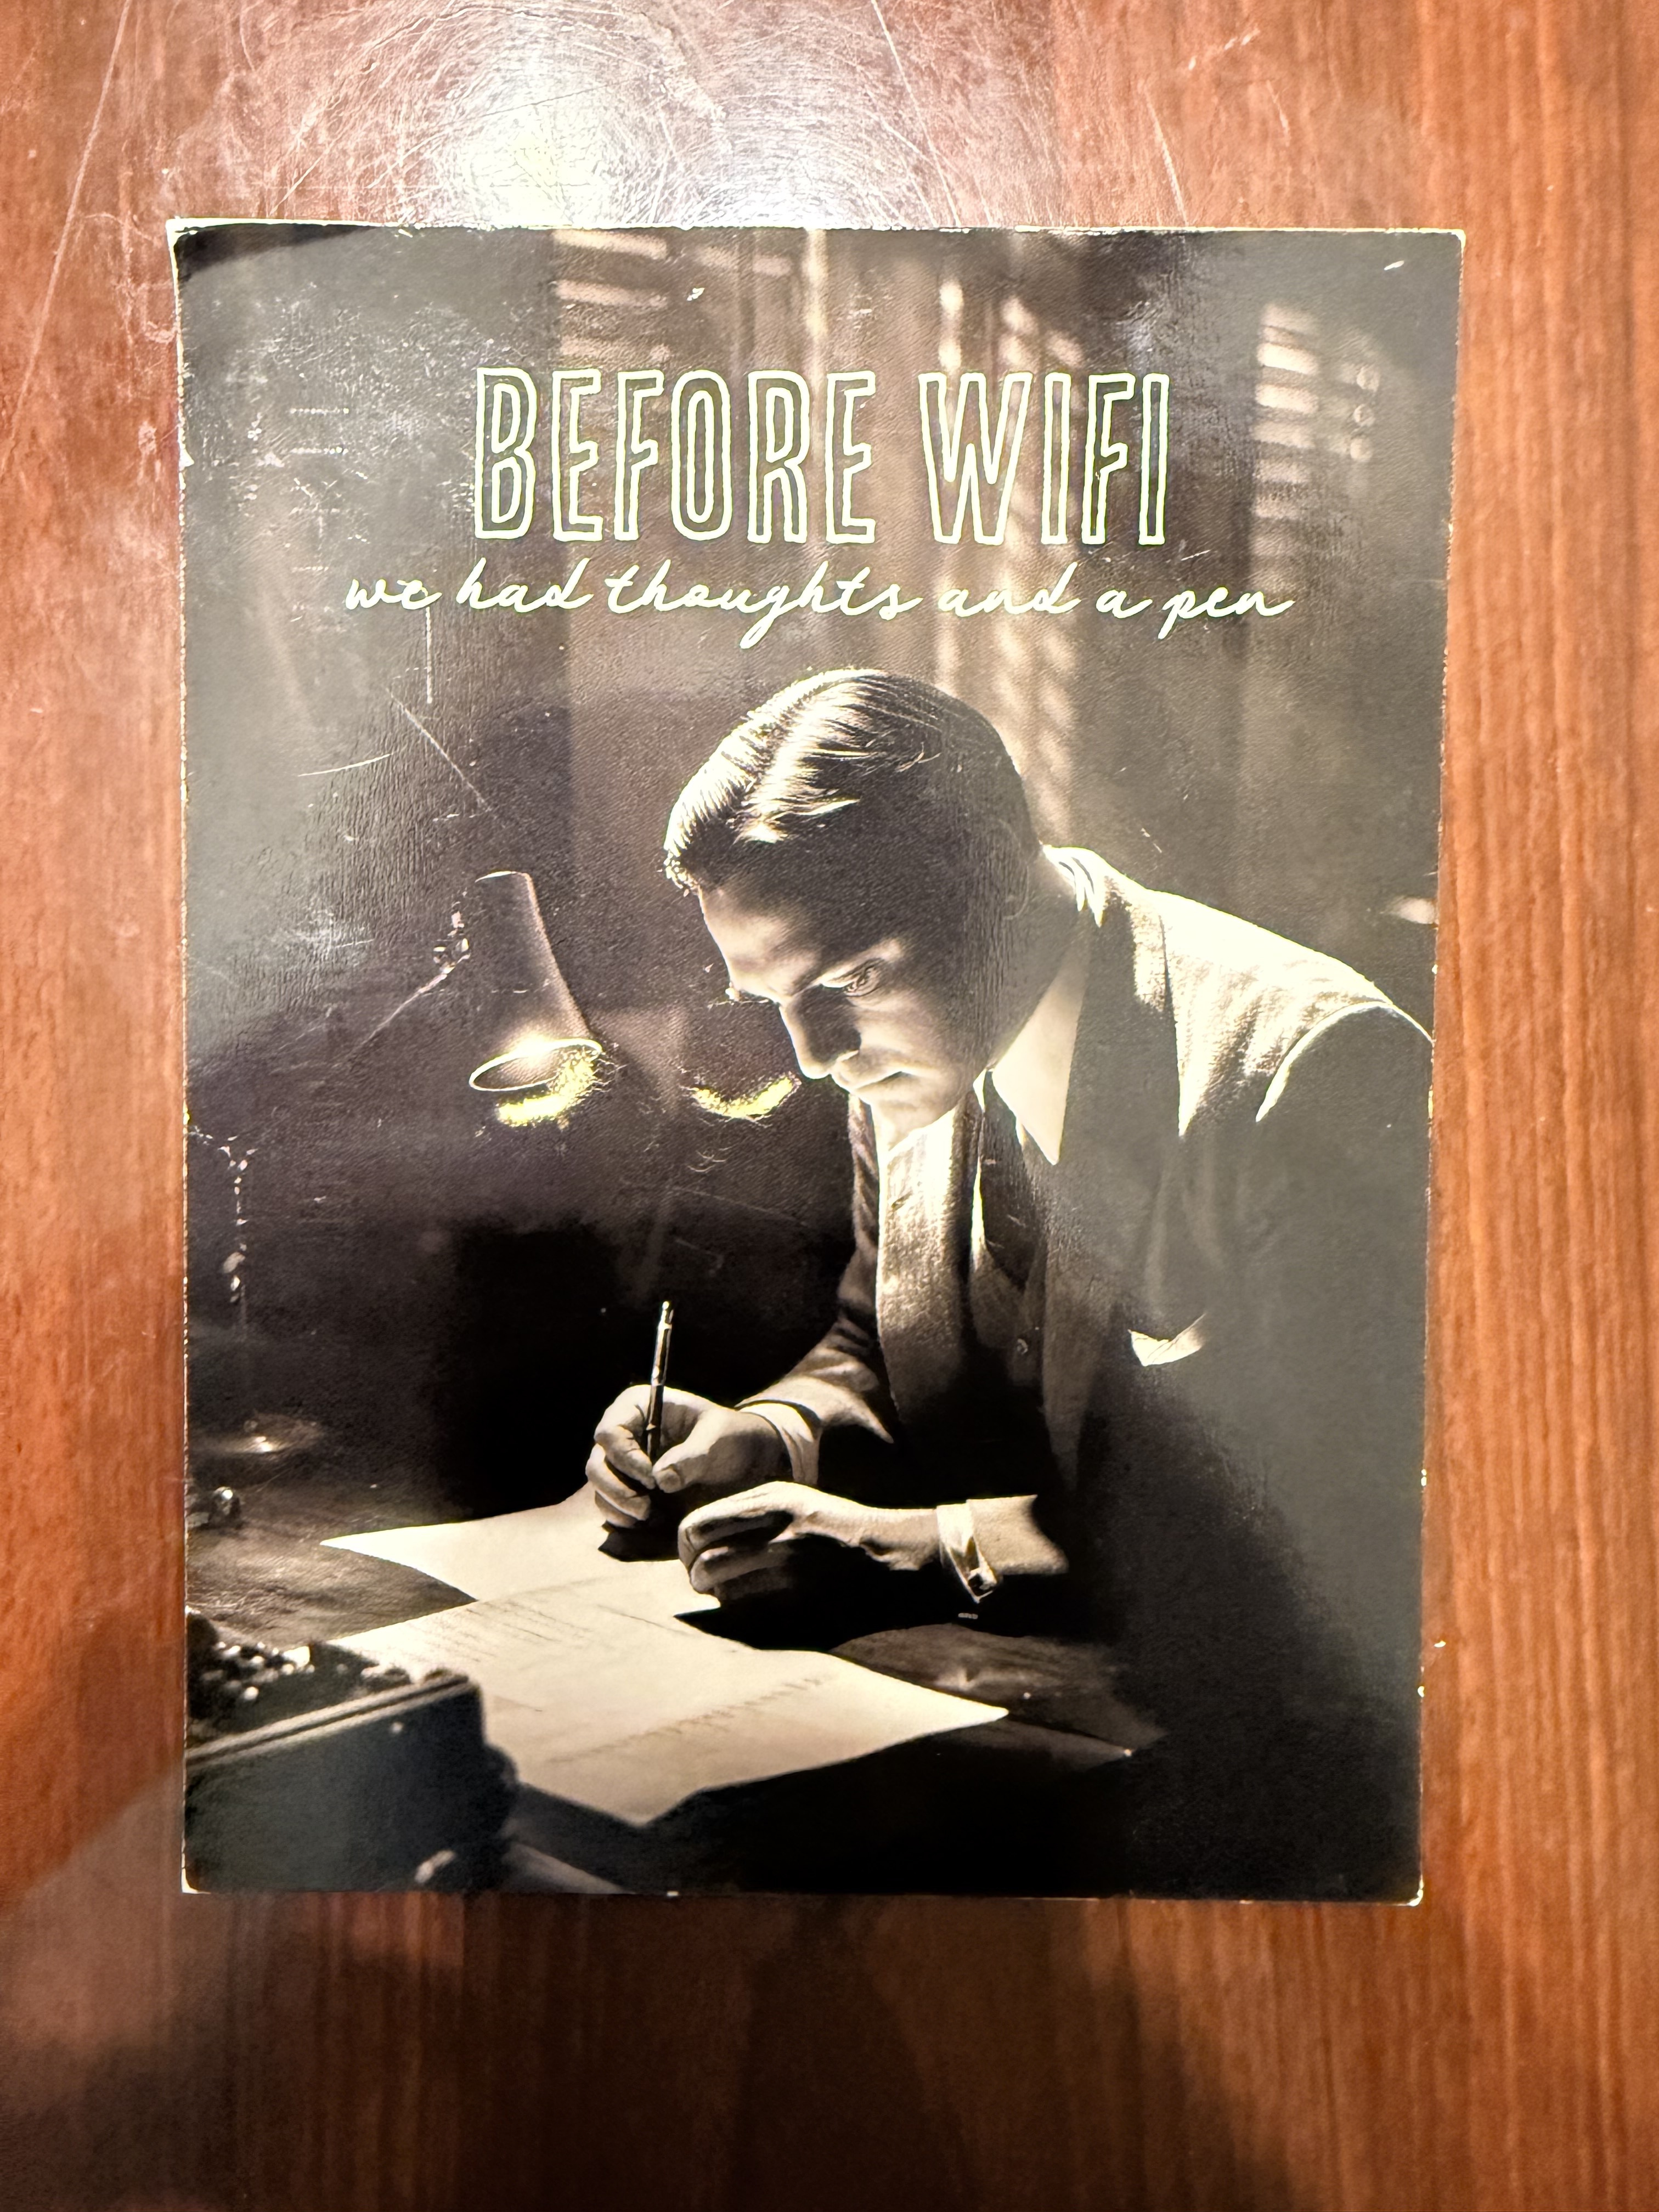 BEFORE WIFI
we had thoughts and a pen